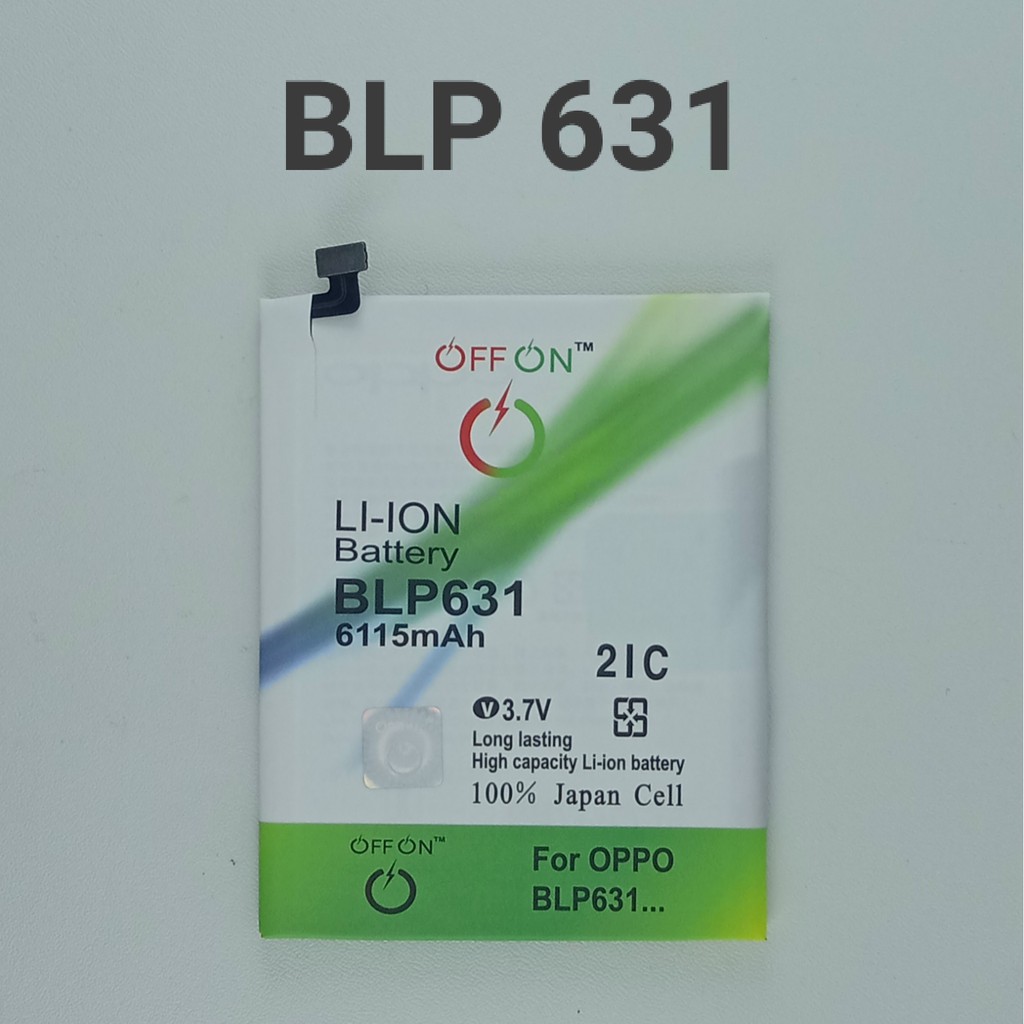 BLP 631
OFF ON™
LI-ION
Battery
BLP631
6115mAh
2IC
V 3.7V
Long lasting
High capacity Li-ion battery
100% Japan Cell
OFF ON™
For OPPO
BLP631...